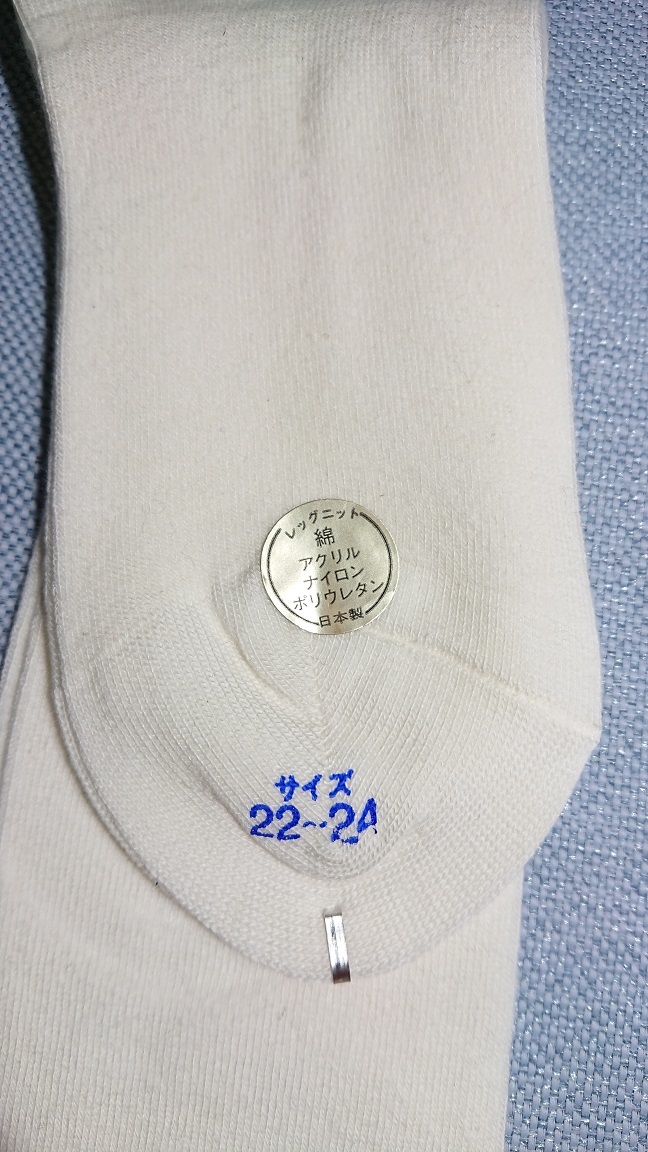 レッグニット
綿
アクリル
ナイロン
ポリウレタン
日本製
サイズ
22~24